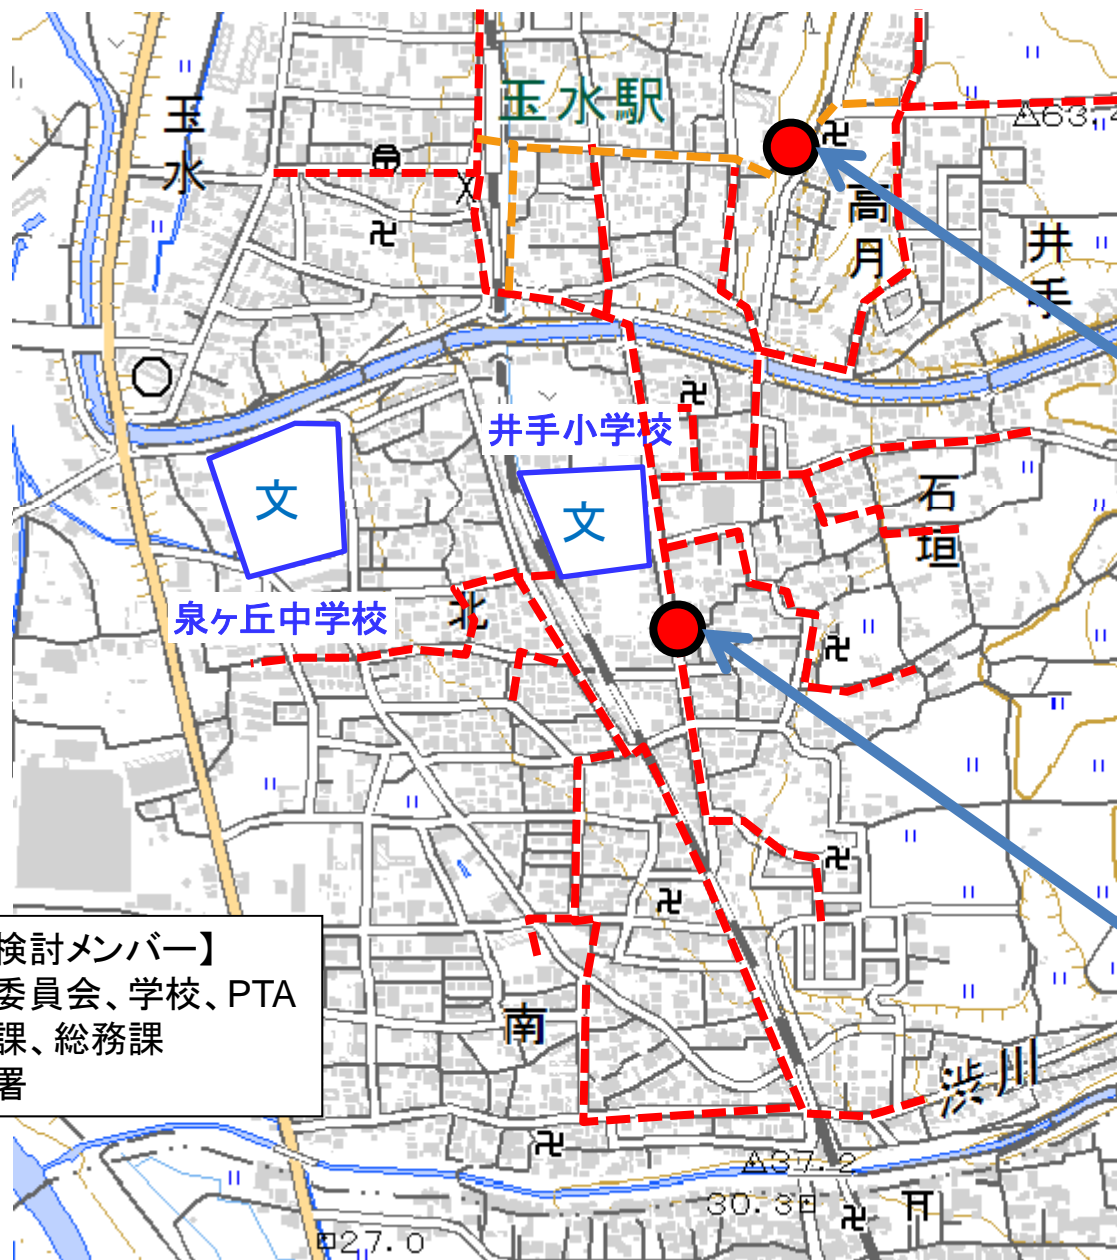 玉水駅
玉水
63.4
高月
井手
井手小学校
文
文
石垣
泉ヶ丘中学校
北
検討メンバー】
委員会、学校、PTA
課、総務課
署
南
渋川
37.2
30.3
27.0